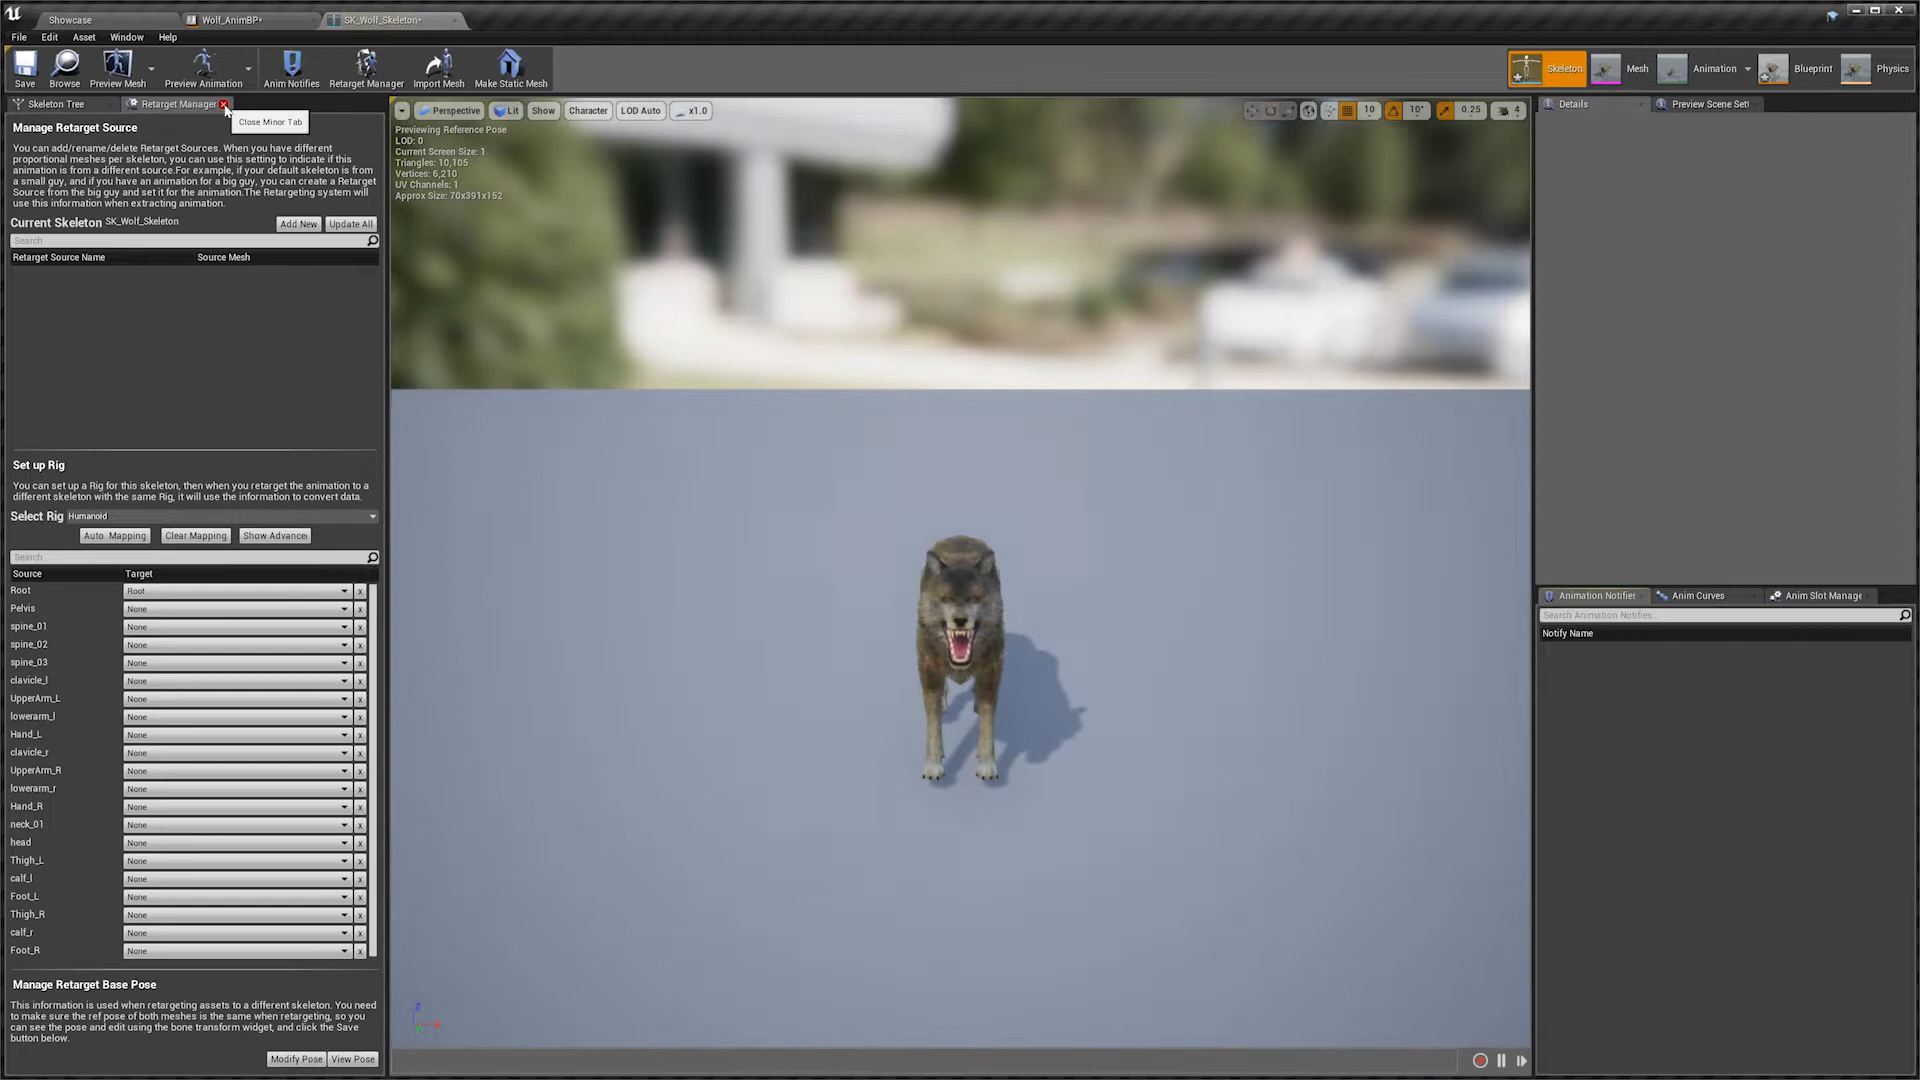 Showcase
Wolf_AnimBP*
SK_Wolf_Skeleton*
File Edit Asset Window Help
Save
Browse
Preview Mesh
Preview Animation
Anim Notifies
Retarget Manager
Import Mesh
Make Static Mesh
Skeleton
Mesh
Animation
Blueprint
Physics
Skeleton Tree
Retarget Manager
Close Minor Tab
Manage Retarget Source
You can add/rename/delete Retarget Sources. When you have different
proportional meshes per skeleton, you can use this setting to indicate if this
animation is from a different source.For example, if your default skeleton is from
a small guy, and if you have an animation for a big guy, you can create a Retarget
Source from the big guy and set it for the animation.The Retargeting system will
use this information when extracting animation.
Current Skeleton SK_Wolf_Skeleton
Add New
Update All
Search
Retarget Source Name Source Mesh
Set up Rig
You can set up a Rig for this skeleton, then when you retarget the animation to a
different skeleton with the same Rig, it will use the information to convert data.
Select Rig Humanoid
Auto Mapping
Clear Mapping
Show Advance
Search
Source Target
Root Root x
Pelvis None x
spine_01 None x
spine_02 None x
spine_03 None x
clavicle_l None x
UpperArm_L None x
lowerarm_l None x
Hand_L None x
clavicle_r None x
UpperArm_R None x
lowerarm_r None x
Hand_R None x
neck_01 None x
head None x
Thigh_L None x
calf_l None x
Foot_L None x
Thigh_R None x
calf_r None x
Foot_R None x
Manage Retarget Base Pose
This information is used when retargeting assets to a different skeleton. You need
to make sure the ref pose of both meshes is the same when retargeting, so you
can see the pose and edit using the bone transform widget, and click the Save
button below.
Modify Pose
View Pose
Perspective
Lit
Show
Character
LOD Auto
x1.0
10
10°
0.25
4
Previewing Reference Pose
LOD: 0
Current Screen Size: 1
Triangles: 10,105
Vertices: 6,210
UV Channels: 1
Approx Size: 70x391x152
Z
X
Y
Details
Preview Scene Setti
Animation Notifies
Anim Curves
Anim Slot Manage
Search Animation Notifies...
Notify Name